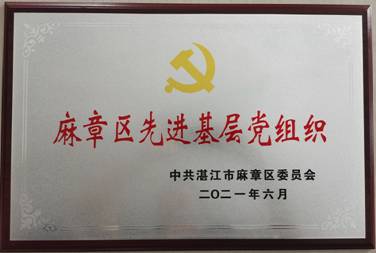 麻章区先进基层党组织
中共湛江市麻章区委员会
二〇二一年六月